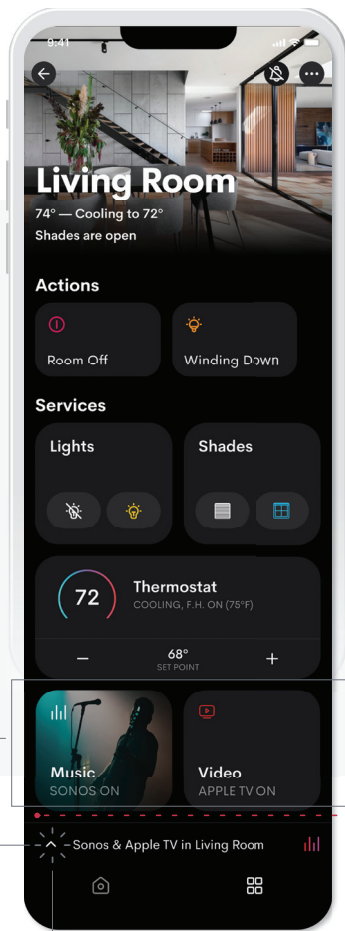 9:41
Living Room
74° — Cooling to 72°
Shades are open
Actions
Room Off
Winding Down
Services
Lights
Shades
72
Thermostat
COOLING, F.H. ON (75°F)
68°
SET POINT
Music
SONOS ON
Video
APPLE TV ON
Sonos & Apple TV in Living Room